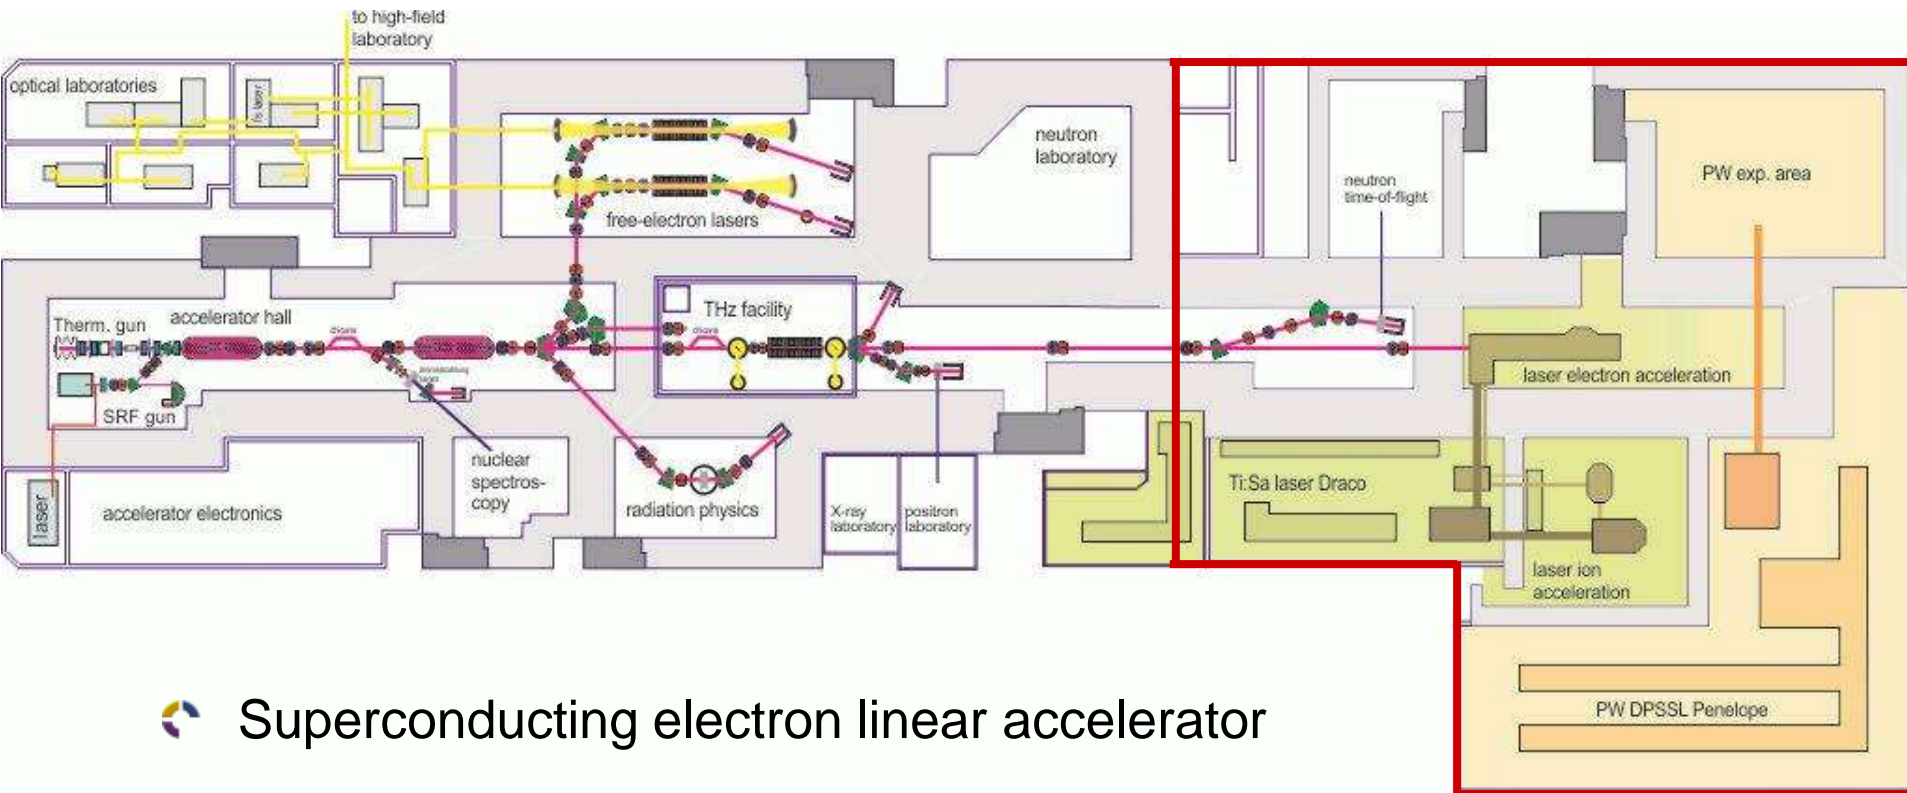 to high-field
laboratory
optical laboratories
fs laser
neutron
laboratory
free-electron lasers
neutron
time-of-flight
PW exp. area
Therm. gun
accelerator hall
chicane
THz facility
chicane
SRF gun
laser electron acceleration
nuclear
spectros-
copy
radiation physics
X-ray
laboratory
positron
laboratory
Ti:Sa laser Draco
laser
accelerator electronics
laser ion
acceleration
PW DPSSL Penelope
Superconducting electron linear accelerator